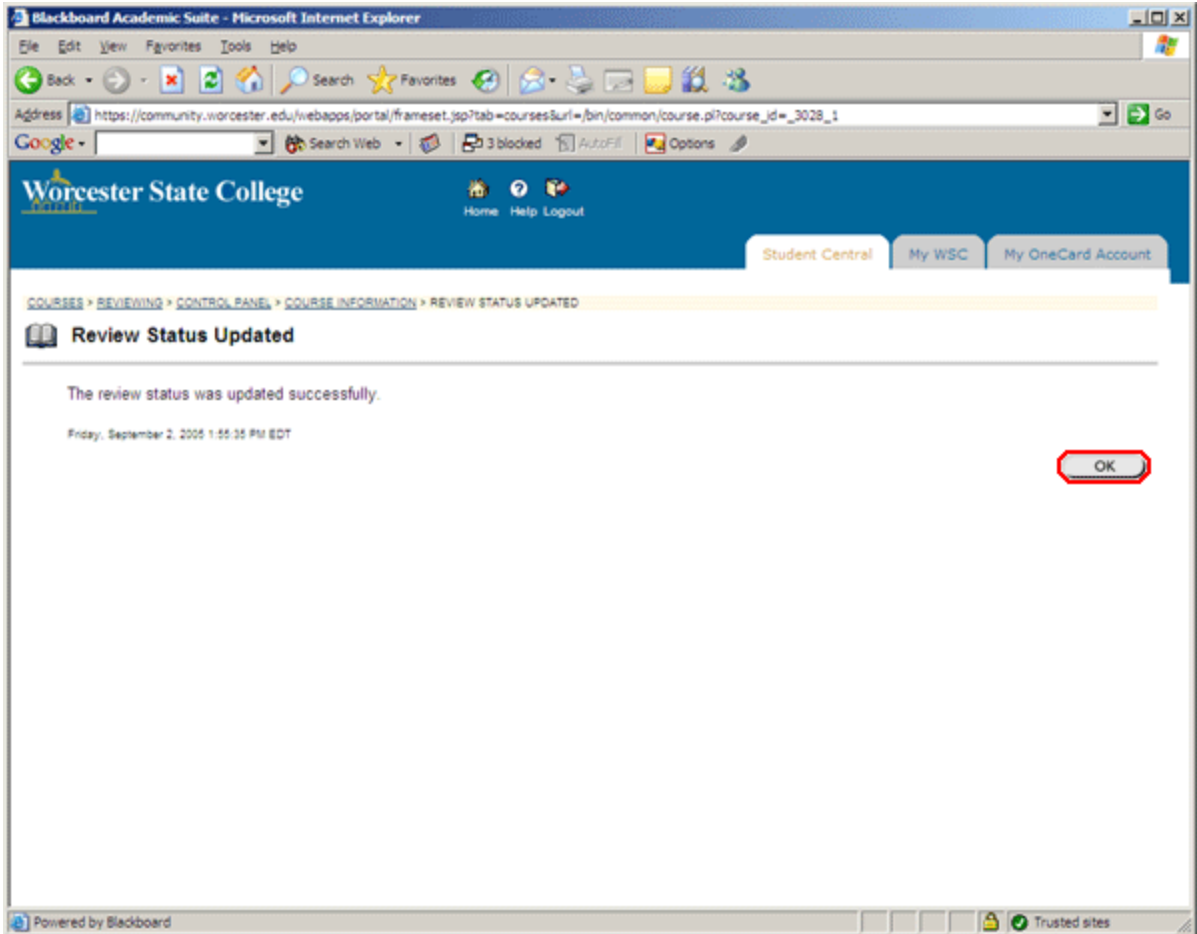 Blackboard Academic Suite - Microsoft Internet Explorer
File Edit View Favorites Tools Help
Back Search Favorites
Address https://community.worcester.edu/webapps/portal/frameset.jsp?tab=courses&url=/bin/common/course.pl?course_id=_3028_1 Go
Google Search Web 3 blocked AutoFill Options
Worcester State College
Home Help Logout
Student Central My WSC My OneCard Account
COURSES > REVIEWING > CONTROL PANEL > COURSE INFORMATION > REVIEW STATUS UPDATED
Review Status Updated
The review status was updated successfully.
Friday, September 2, 2005 1:55:35 PM EDT
OK
Powered by Blackboard Trusted sites